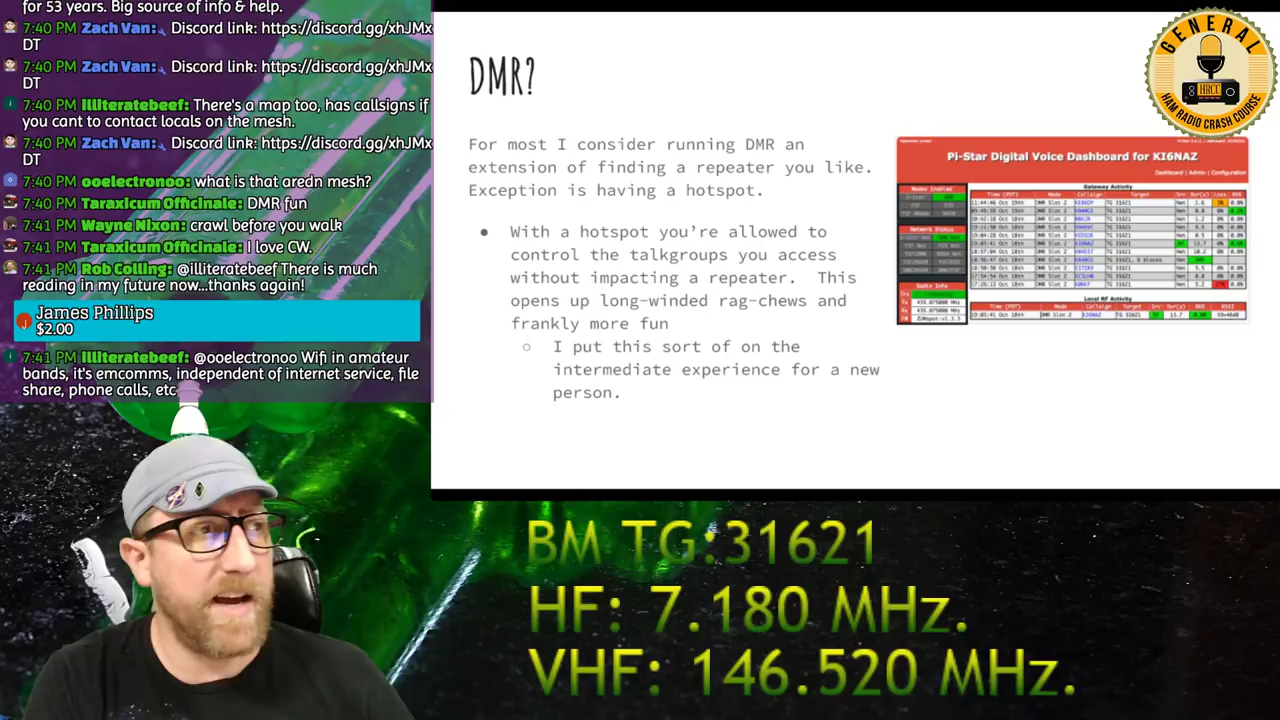 for 53 years. Big source of info & help.
7:40 PM Zach Van: Discord link: https://discord.gg/xhJMx
DT
7:40 PM Zach Van: Discord link: https://discord.gg/xhJMx
DT
7:40 PM illiteratebeef: There's a map too, has callsigns if
you cant to contact locals on the mesh.
7:40 PM Zach Van: Discord link: https://discord.gg/xhJMx
DT
7:40 PM ooelectronoo: what is that aredn mesh?
7:40 PM Taraxicum Officinale: DMR fun
7:41 PM Wayne Nixon: crawl before you walk
7:41 PM Taraxicum Officinale: I love CW.
7:41 PM Rob Colling: @illiteratebeef There is much
reading in my future now...thanks again!
James Phillips
$2.00
7:41 PM illiteratebeef: @ooelectronoo Wifi in amateur
bands, it's emcomms, independent of internet service, file
share, phone calls, etc
DMR?
For most I consider running DMR an
extension of finding a repeater you like.
Exception is having a hotspot.
● With a hotspot you're allowed to
control the talkgroups you access
without impacting a repeater. This
opens up long-winded rag-chews and
frankly more fun
○ I put this sort of on the
intermediate experience for a new
person.
Pi-Star Digital Voice Dashboard for KI6NAZ
Dashboard | Admin | Configuration
Gateway Activity
Local RF Activity
GENERAL
HRCC
HAM RADIO CRASH COURSE
BM TG:31621
HF: 7.180 MHz.
VHF: 146.520 MHz.